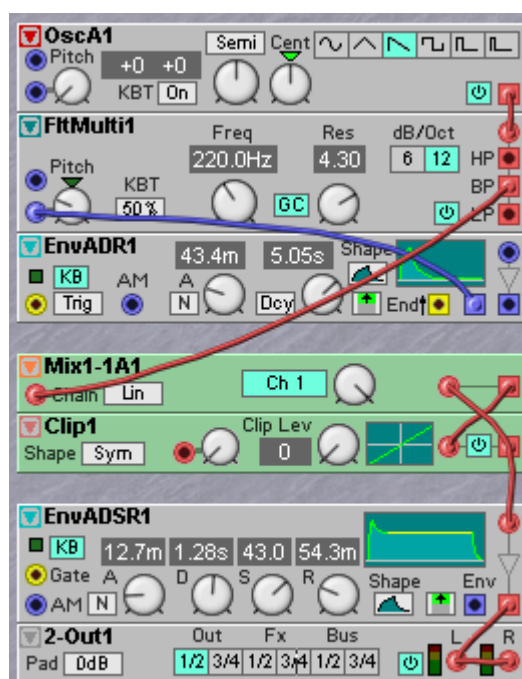 OscA1
Pitch +0 +0 Semi Cent
KBT On
FltMulti1
Freq Res dB/Oct
220.0Hz 4.30 6 12 HP
Pitch KBT BP
50% GC LP
EnvADR1
43.4m 5.05s Shape
KB AM A
Trig N Dcy End
Mix1-1A1
Chain Lin Ch 1
Clip1
Clip Lev
Shape Sym 0
EnvADSR1
KB 12.7m 1.28s 43.0 54.3m
Gate A D S R Shape Env
AM N
2-Out1 Out Fx Bus L R
Pad 0dB 1/2 3/4 1/2 3/4 1/2 3/4